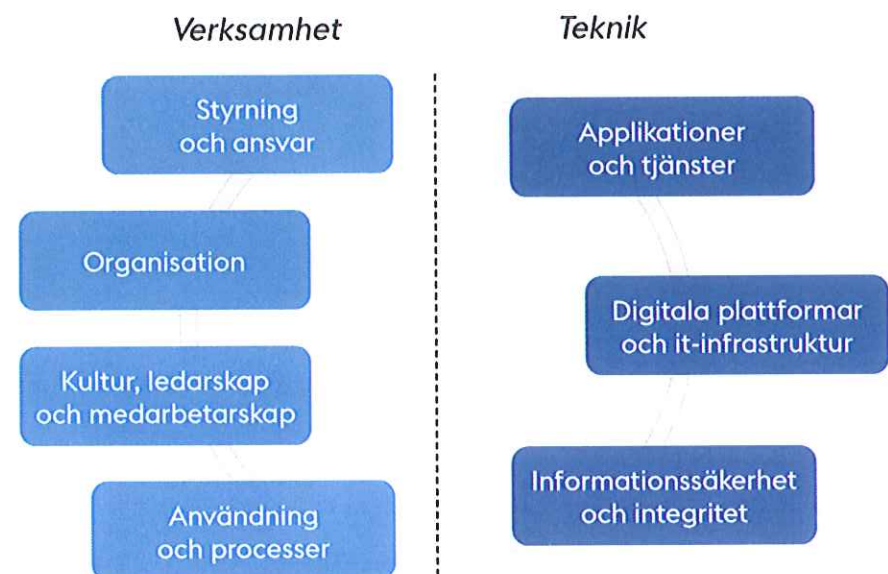 Verksamhet
Styrning
och ansvar
Organisation
Kultur, ledarskap
och medarbetarskap
Användning
och processer
Teknik
Applikationer
och tjänster
Digitala plattformar
och it-infrastruktur
Informationssäkerhet
och integritet